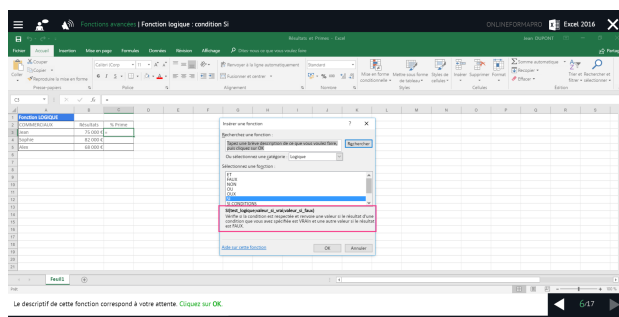 Fonctions avancées | Fonction logique : condition Si
ONLINEFORMAPRO
Excel 2016
Résultats et Primes - Excel
Jean DUPONT
Fichier Accueil Insertion Mise en page Formules Données Révision Affichage Dites-nous ce que vous voulez faire
Partag
Coller
Couper
Copier
Reproduire la mise en forme
Presse-papiers
Calibri (Corp
11
Police
Renvoyer à la ligne automatiquement
Fusionner et centrer
Alignement
Standard
Nombre
Mise en forme conditionnelle
Mettre sous forme de tableau
Styles de cellules
Styles
Insérer Supprimer Format
Cellules
Somme automatique
Recopier
Effacer
Trier et filtrer
Rechercher et sélectionner
Édition
Fonction LOGIQUE
COMMERCIAUX Résultats % Prime
Jean 75 000 € =
Sophie 82 000 €
Alex 68 000 €
Insérer une fonction ? X
Recherchez une fonction :
Tapez une brève description de ce que vous voulez faire, puis cliquez sur OK
Rechercher
Ou sélectionnez une catégorie : Logique
Sélectionnez une fonction :
ET
FAUX
NON
OU
OUX
SI
SI.CONDITIONS
SI(test_logique;valeur_si_vrai;valeur_si_faux)
Vérifie si la condition est respectée et renvoie une valeur si le résultat d'une
condition que vous avez spécifiée est VRAI et une autre valeur si le résultat
est FAUX.
Aide sur cette fonction
OK
Annuler
Feuil1
Le descriptif de cette fonction correspond à votre attente. Cliquez sur OK.
6/17